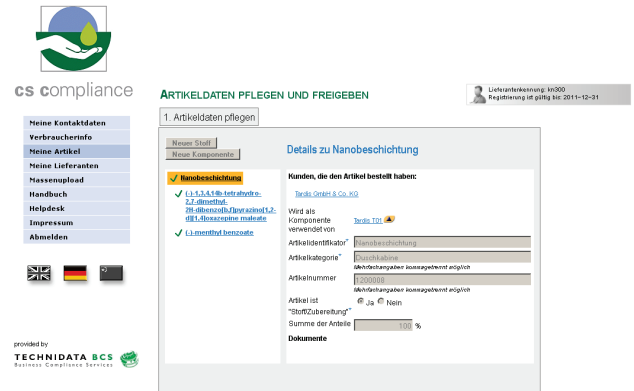 cs compliance
ARTIKELDATEN PFLEGEN UND FREIGEBEN
Lieferantenkennung: kn300
Registrierung ist gültig bis: 2011-12-31
1. Artikeldaten pflegen
Meine Kontaktdaten
Verbraucherinfo
Meine Artikel
Meine Lieferanten
Massenupload
Handbuch
Helpdesk
Impressum
Abmelden
Neuer Stoff
Neue Komponente
Details zu Nanobeschichtung
Nanobeschichtung
(-)-1,3,4,14b-tetrahydro-
2,7-dimethyl-
2H-dibenzo[b,f]pyrazino[1,2-
d][1,4]oxazepine maleate
(-)-menthyl benzoate
Kunden, die den Artikel bestellt haben:
Tardis GmbH & Co. KG
Wird als
Komponente
verwendet von
Tardis T01
Artikelidentifikator* Nanobeschichtung
Artikelkategorie* Duschkabine
Mehrfachangaben kommagetrennt möglich
Artikelnummer 1200009
Mehrfachangaben kommagetrennt möglich
Artikel ist
"Stoff/Zubereitung"*
Ja Nein
Summe der Anteile 100 %
Dokumente
provided by
TECHNIDATA BCS
Business Compliance Services